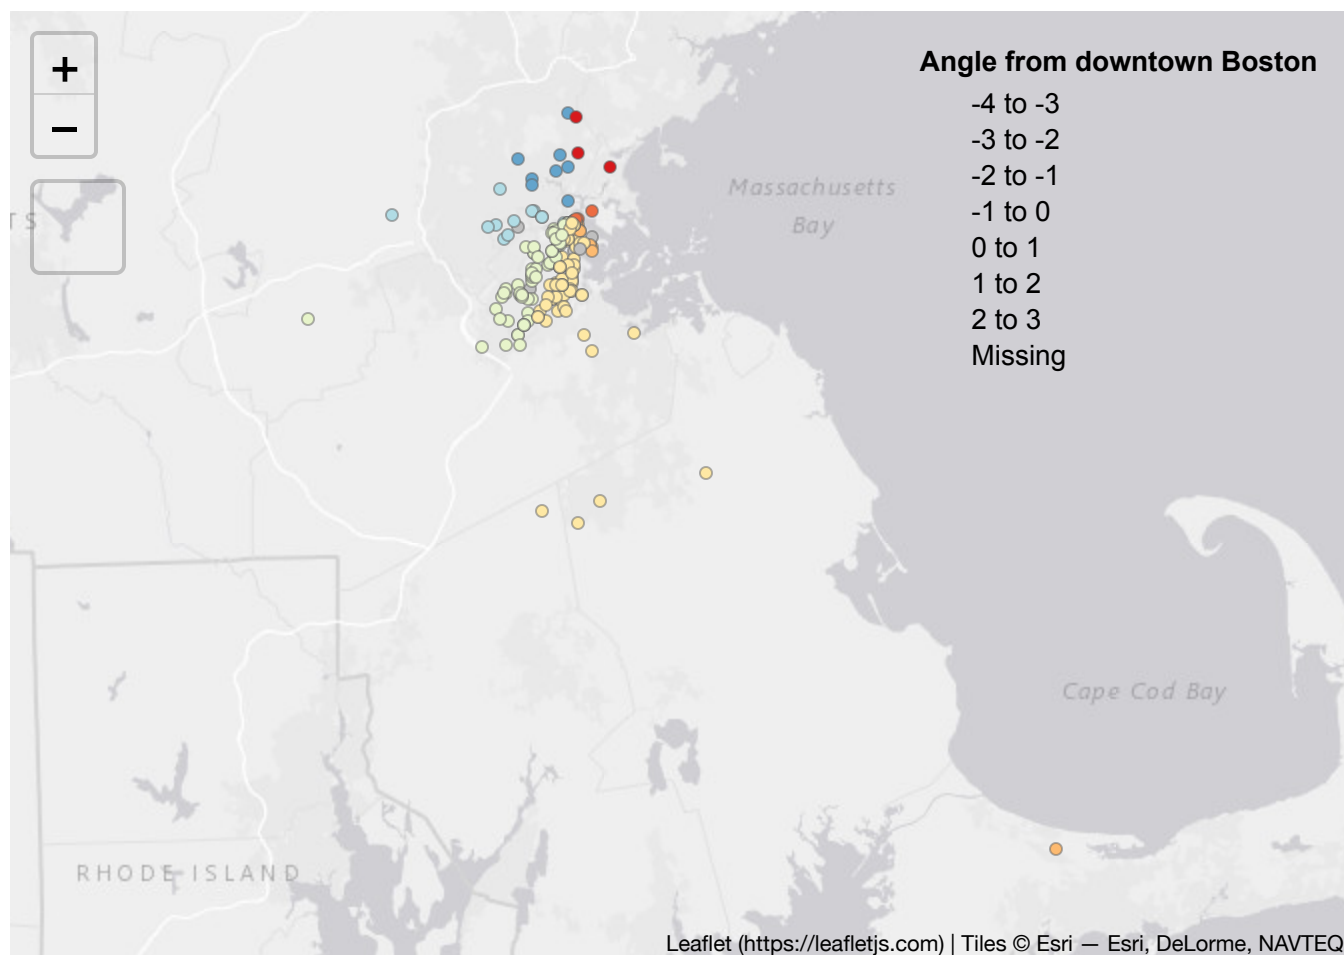 +
−
Angle from downtown Boston
-4 to -3
-3 to -2
-2 to -1
-1 to 0
0 to 1
1 to 2
2 to 3
Missing
Massachusetts
Bay
T S
Cape Cod Bay
RHODE ISLAND
Leaflet (https://leafletjs.com) | Tiles © Esri — Esri, DeLorme, NAVTEQ